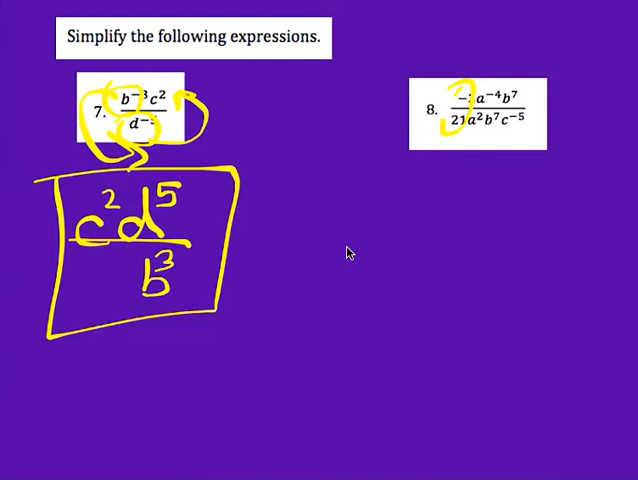 Simplify the following expressions.
7. b⁻³c²
d⁻
8. a⁻⁴b⁷
21a²b⁷c⁻⁵
c²d⁵
b³